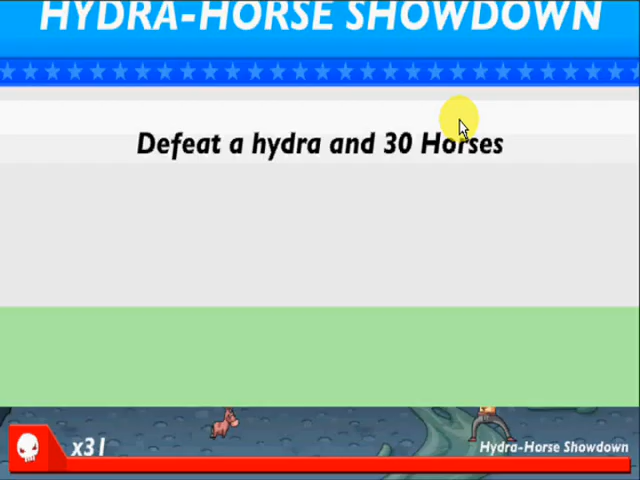 HYDRA-HORSE SHOWDOWN
Defeat a hydra and 30 Horses
x31
Hydra-Horse Showdown